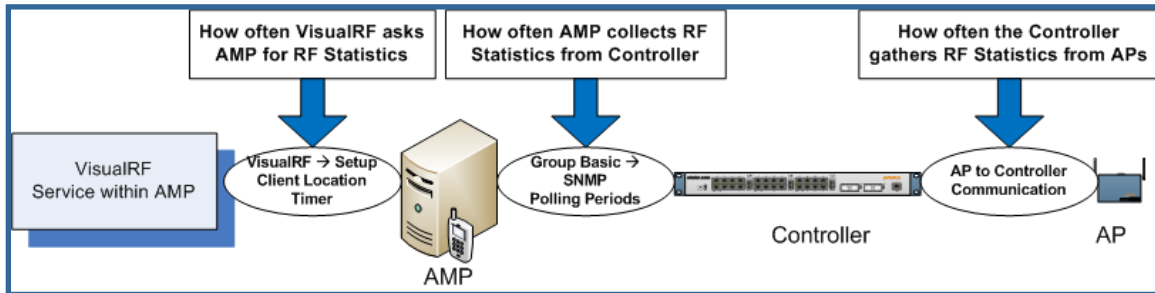 How often VisualRF asks
AMP for RF Statistics
How often AMP collects RF
Statistics from Controller
How often the Controller
gathers RF Statistics from APs
VisualRF
Service within AMP
VisualRF → Setup
Client Location
Timer
Group Basic →
SNMP
Polling Periods
AP to Controller
Communication
AMP
Controller
AP